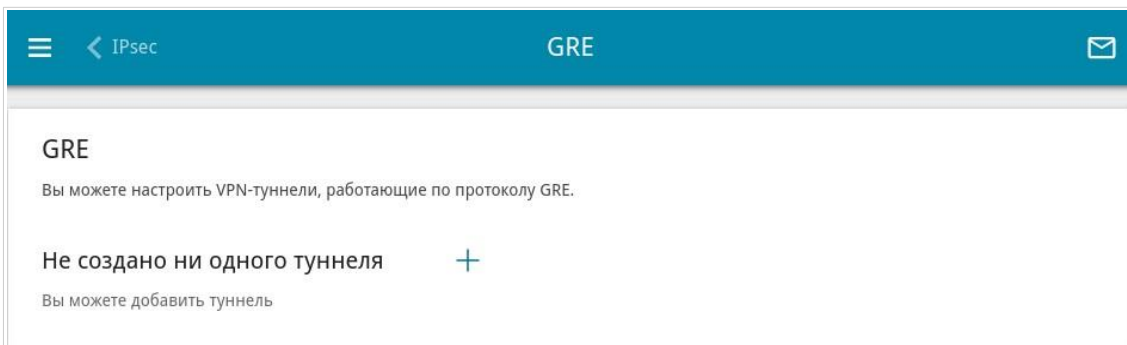 IPsec
GRE
GRE
Вы можете настроить VPN-туннели, работающие по протоколу GRE.
Не создано ни одного туннеля
Вы можете добавить туннель